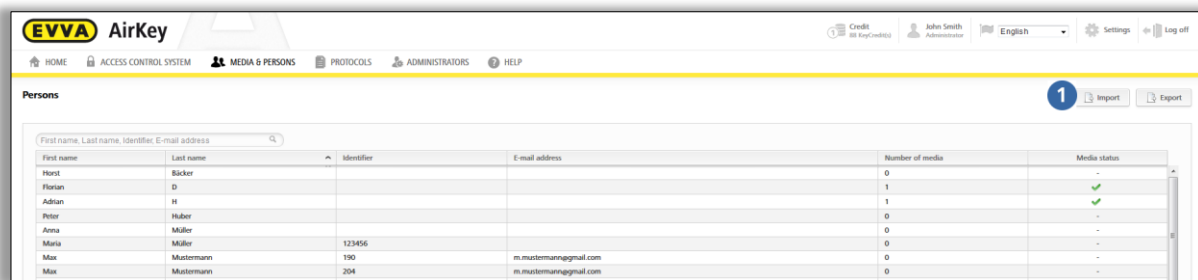 EVVA AirKey
Credit
88 KeyCredit(s)
John Smith
Administrator
English
Settings
Log off
HOME ACCESS CONTROL SYSTEM MEDIA & PERSONS PROTOCOLS ADMINISTRATORS HELP
Persons
1 Import Export
First name, Last name, Identifier, E-mail address
First name Last name Identifier E-mail address Number of media Media status
Horst Bäcker 0 -
Florian D 1
Adrian H 1
Peter Huber 0 -
Anna Müller 0 -
Maria Müller 123456 0 -
Max Mustermann 190 m.mustermann@gmail.com 0 -
Max Mustermann 204 m.mustermann@gmail.com 0 -